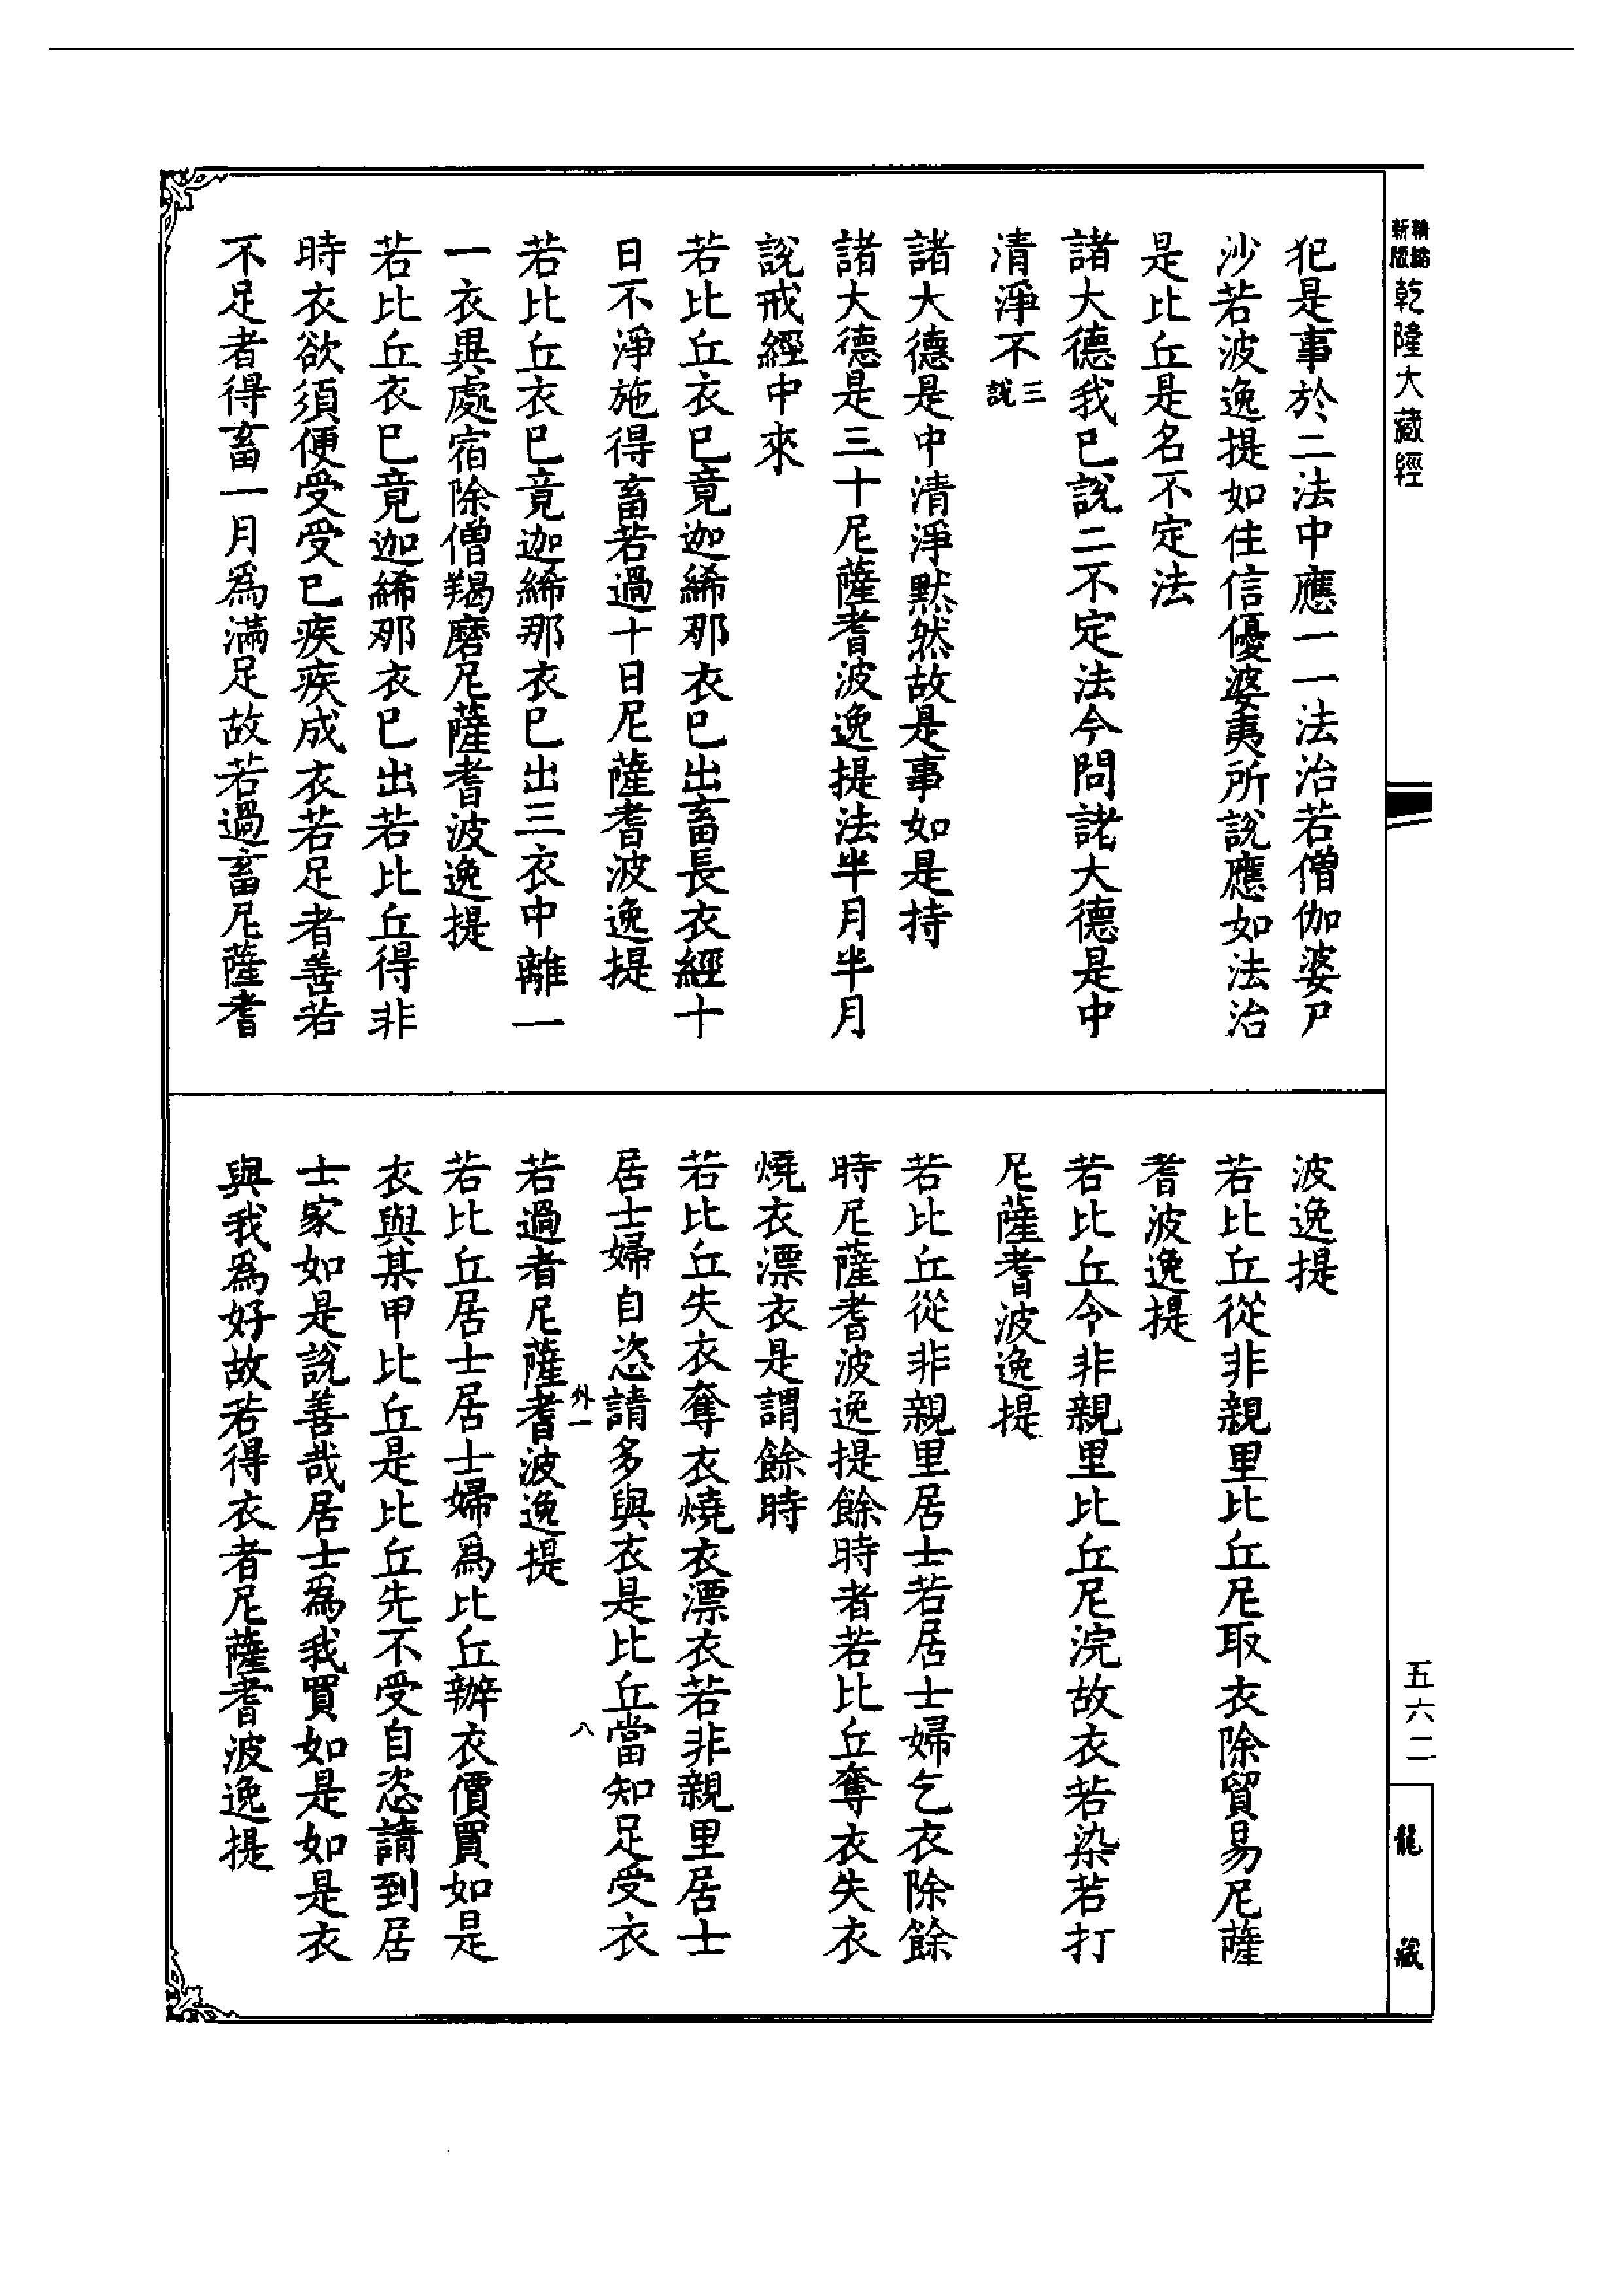 精縮新版乾隆大藏經
犯是事於二法中應一一法治若僧伽婆尸
沙若波逸提如住信優婆夷所說應如法治
是比丘是名不定法
諸大德我已說二不定法今問諸大德是中
清淨不三說
諸大德是中清淨默然故是事如是持
諸大德是三十尼薩耆波逸提法半月半月
說戒經中來
若比丘衣已竟迦絺那衣已出畜長衣經十
日不淨施得畜若過十日尼薩耆波逸提
若比丘衣已竟迦絺那衣已出三衣中離一
一衣異處宿除僧羯磨尼薩耆波逸提
若比丘衣已竟迦絺那衣已出若比丘得非
時衣欲須便受受已疾疾成衣若足者善若
不足者得畜一月為滿足故若過畜尼薩耆
波逸提
若比丘從非親里比丘尼取衣除貿易尼薩
耆波逸提
若比丘令非親里比丘尼浣故衣若染若打
尼薩耆波逸提
若比丘從非親里居士若居士婦乞衣除餘
時尼薩耆波逸提餘時者若比丘奪衣失衣
燒衣漂衣是謂餘時
若比丘失衣奪衣燒衣漂衣若非親里居士
居士婦自恣請多與衣是比丘當知足受衣
外一 八
若過者尼薩耆波逸提
若比丘居士居士婦為比丘辦衣價買如是
衣與某甲比丘是比丘先不受自恣請到居
士家如是說善哉居士為我買如是如是衣
與我為好故若得衣者尼薩耆波逸提
五六二
龍藏